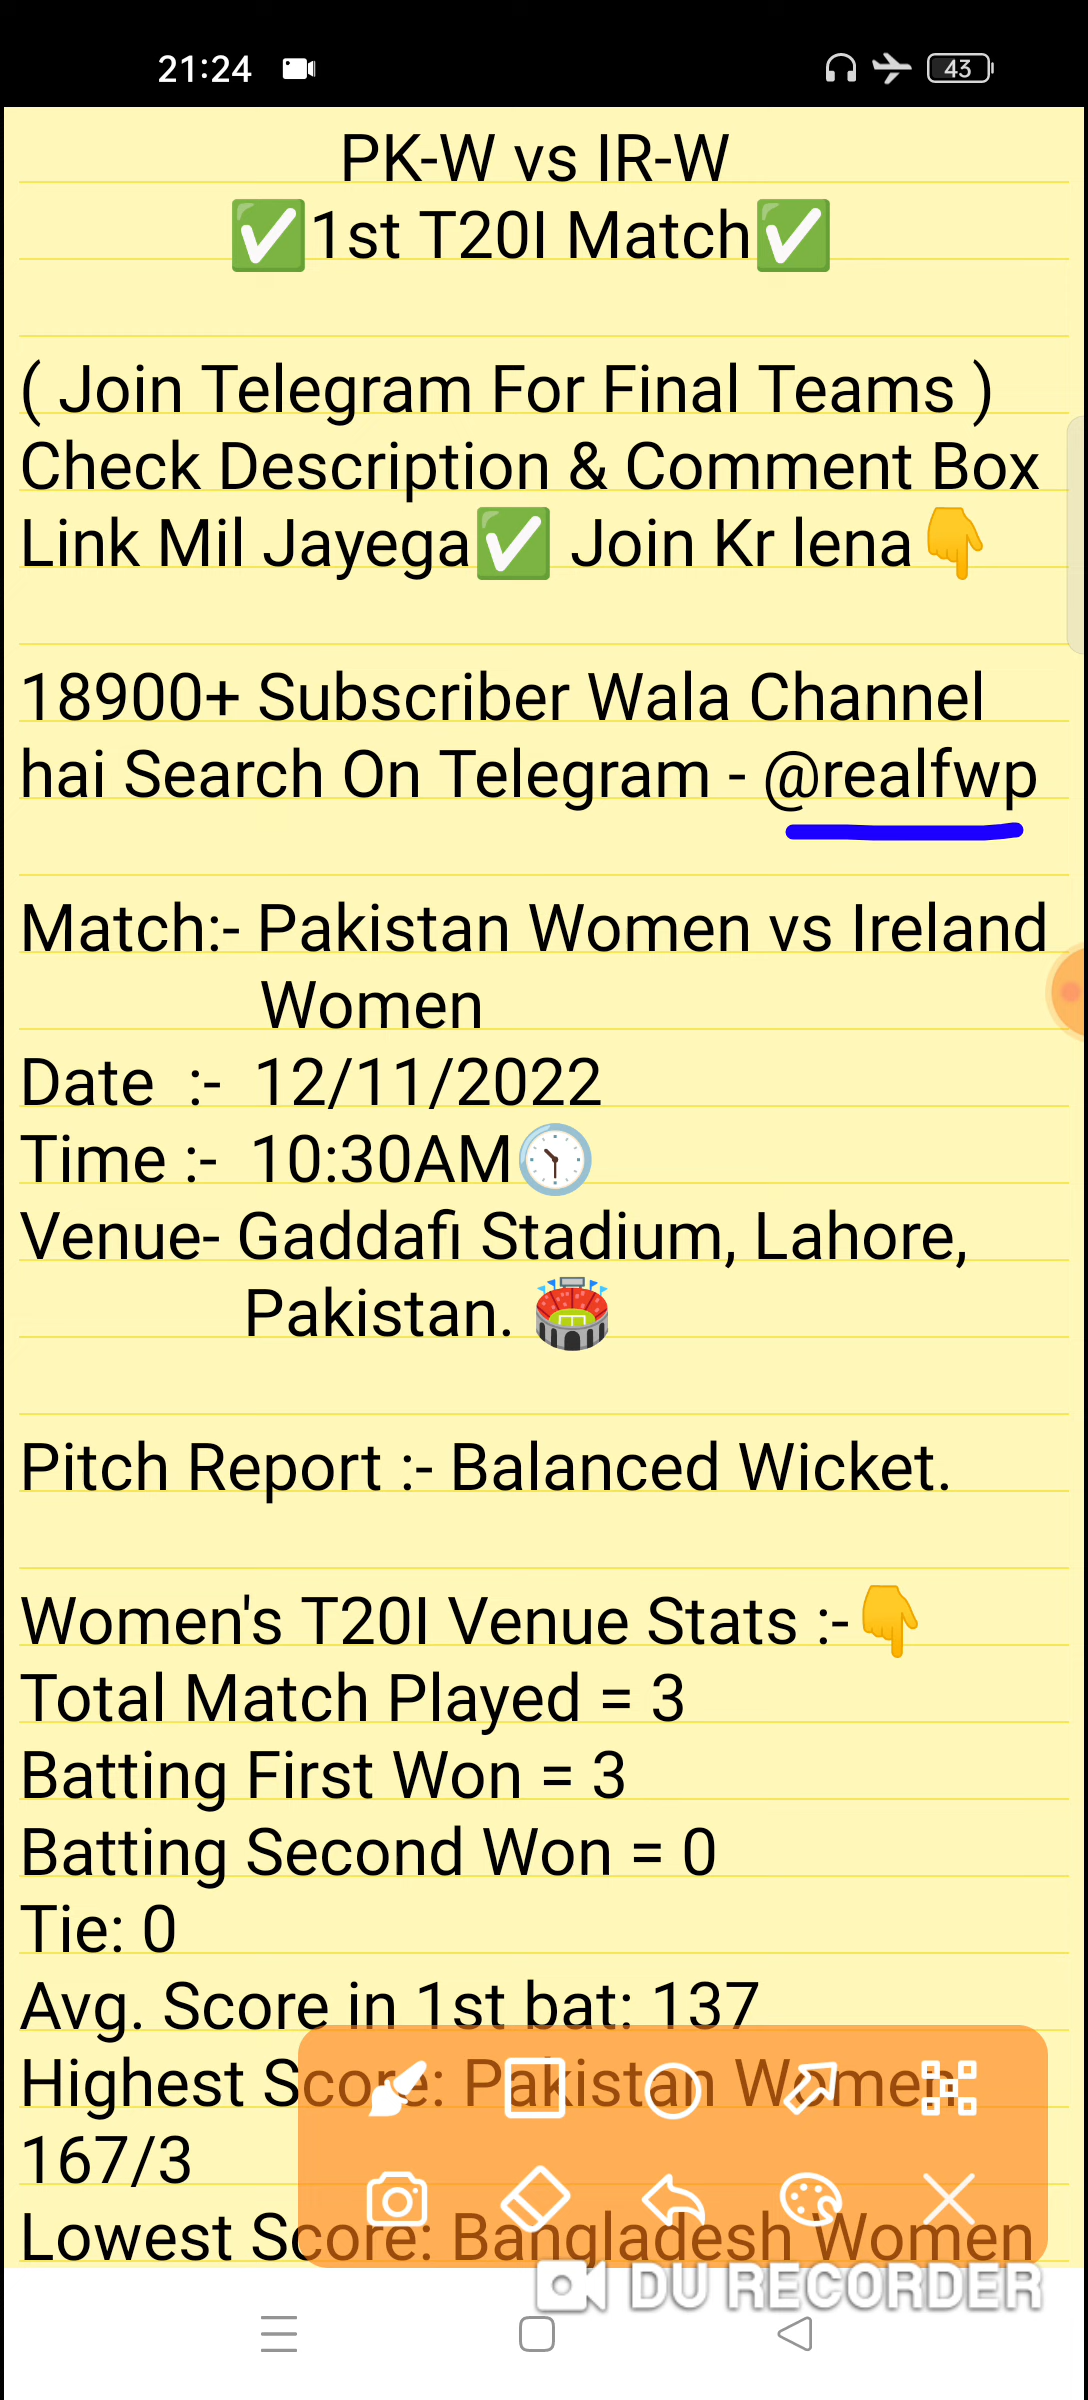 21:24
43
PK-W vs IR-W
✅1st T20I Match✅
( Join Telegram For Final Teams )
Check Description & Comment Box
Link Mil Jayega✅ Join Kr lena👇
18900+ Subscriber Wala Channel
hai Search On Telegram - @realfwp
Match:- Pakistan Women vs Ireland
Women
Date :- 12/11/2022
Time :- 10:30AM🕥
Venue- Gaddafi Stadium, Lahore,
Pakistan. 🏟
Pitch Report :- Balanced Wicket.
Women's T20I Venue Stats :-👇
Total Match Played = 3
Batting First Won = 3
Batting Second Won = 0
Tie: 0
Avg. Score in 1st bat: 137
Highest Score: Pakistan Women
167/3
Lowest Score: Bangladesh Women
DU RECORDER